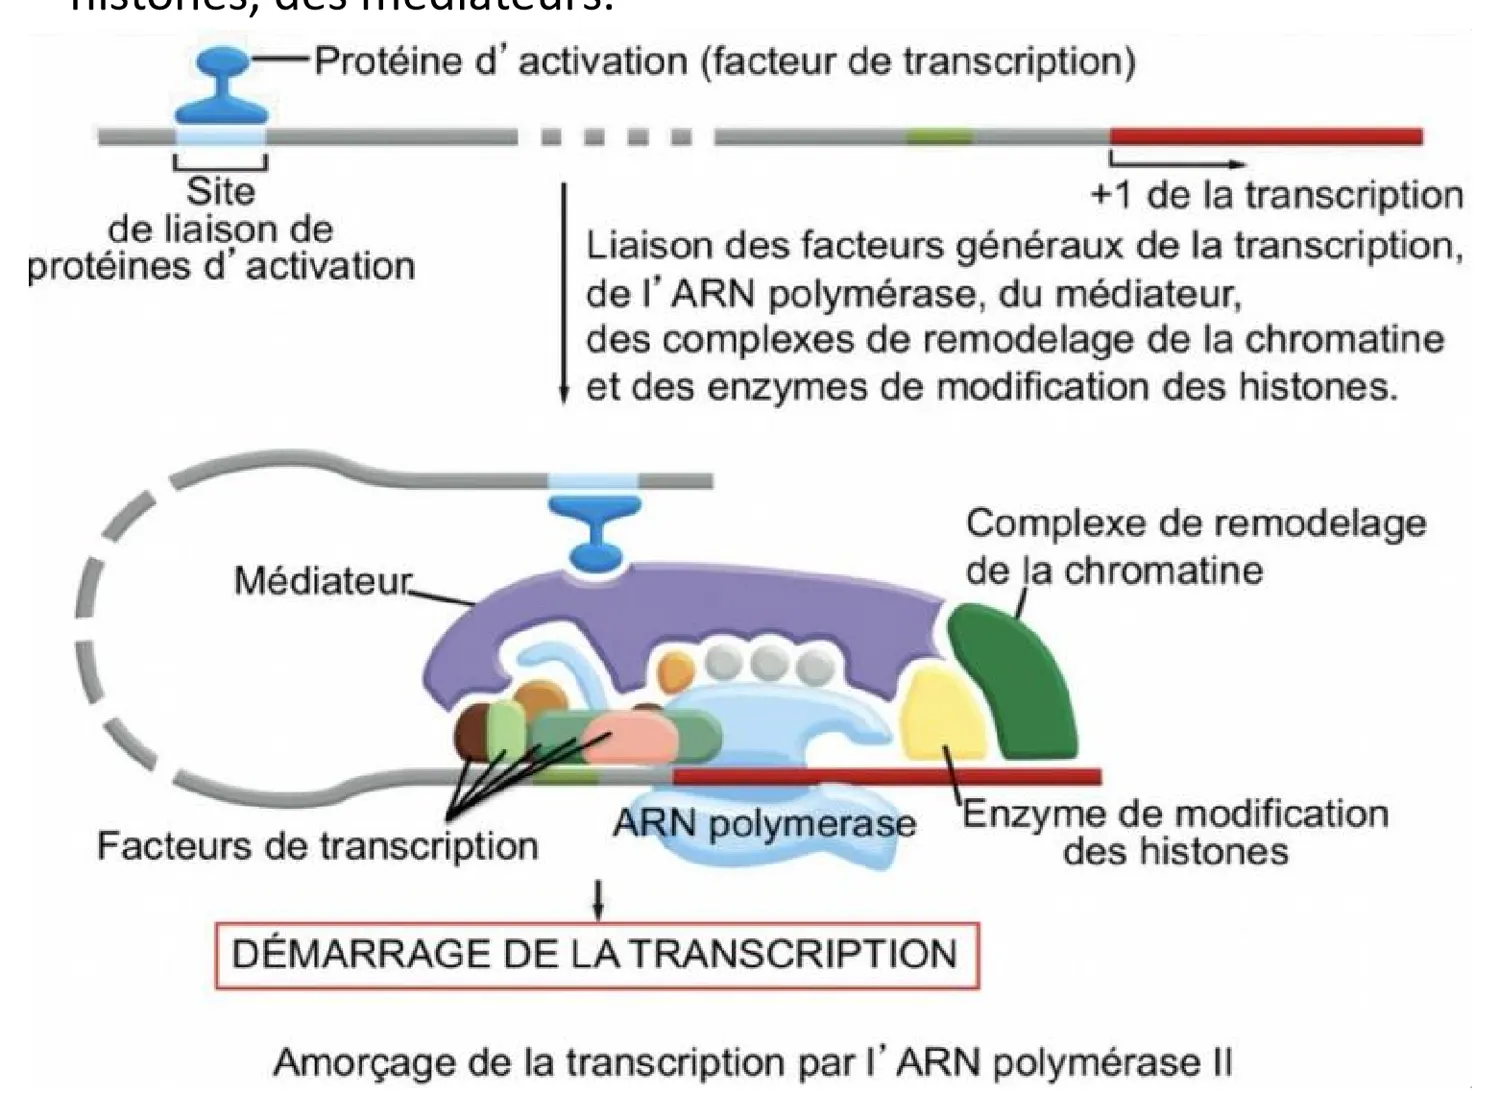 histones, des médiateurs.
Protéine d' activation (facteur de transcription)
Site
de liaison de
protéines d' activation
+1 de la transcription
Liaison des facteurs généraux de la transcription,
de l' ARN polymérase, du médiateur,
des complexes de remodelage de la chromatine
et des enzymes de modification des histones.
Complexe de remodelage
de la chromatine
Médiateur
ARN polymerase
Enzyme de modification
des histones
Facteurs de transcription
DÉMARRAGE DE LA TRANSCRIPTION
Amorçage de la transcription par l' ARN polymérase II